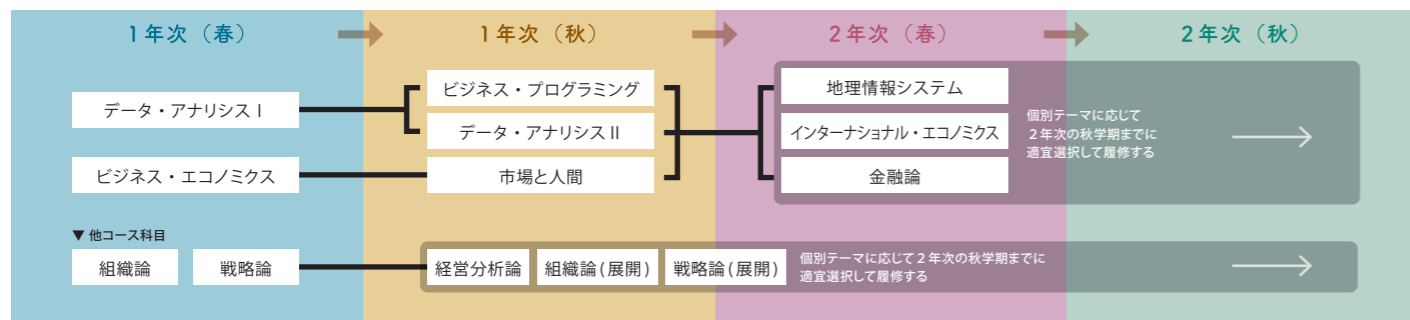 1年次（春）
1年次（秋）
2年次（春）
2年次（秋）
データ・アナリシスⅠ
ビジネス・エコノミクス
ビジネス・プログラミング
データ・アナリシスⅡ
市場と人間
地理情報システム
インターナショナル・エコノミクス
金融論
個別テーマに応じて
２年次の秋学期までに
適宜選択して履修する
▼ 他コース科目
組織論
戦略論
経営分析論
組織論(展開)
戦略論(展開)
個別テーマに応じて２年次の秋学期までに
適宜選択して履修する